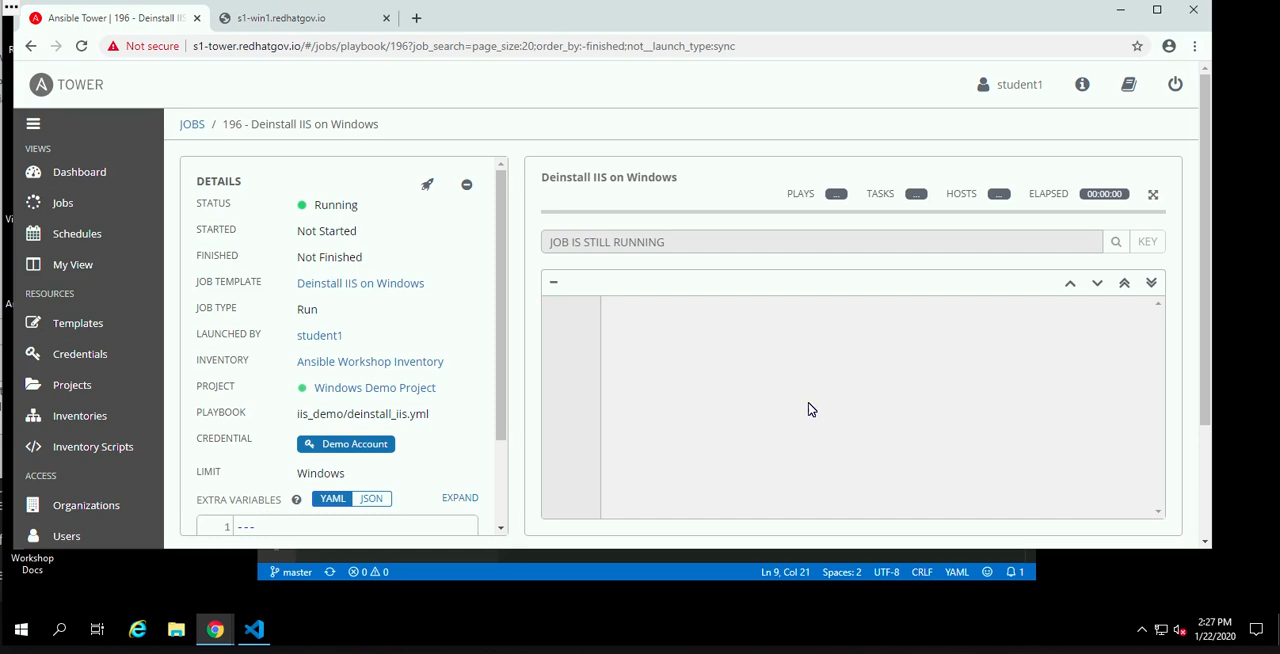 Ansible Tower | 196 - Deinstall IIS
s1-win1.redhatgov.io
Not secure
s1-tower.redhatgov.io/#/jobs/playbook/196?job_search=page_size:20;order_by:-finished;not__launch_type:sync
A TOWER
student1
JOBS / 196 - Deinstall IIS on Windows
VIEWS
Dashboard
Jobs
Schedules
My View
RESOURCES
Templates
Credentials
Projects
Inventories
Inventory Scripts
ACCESS
Organizations
Users
DETAILS
STATUS Running
STARTED Not Started
FINISHED Not Finished
JOB TEMPLATE Deinstall IIS on Windows
JOB TYPE Run
LAUNCHED BY student1
INVENTORY Ansible Workshop Inventory
PROJECT Windows Demo Project
PLAYBOOK iis_demo/deinstall_iis.yml
CREDENTIAL Demo Account
LIMIT Windows
EXTRA VARIABLES ? YAML JSON EXPAND
1 ---
Deinstall IIS on Windows
PLAYS ... TASKS ... HOSTS ... ELAPSED 00:00:00
JOB IS STILL RUNNING
KEY
Workshop
Docs
master 0 0 Ln 9, Col 21 Spaces: 2 UTF-8 CRLF YAML 1
2:27 PM
1/22/2020